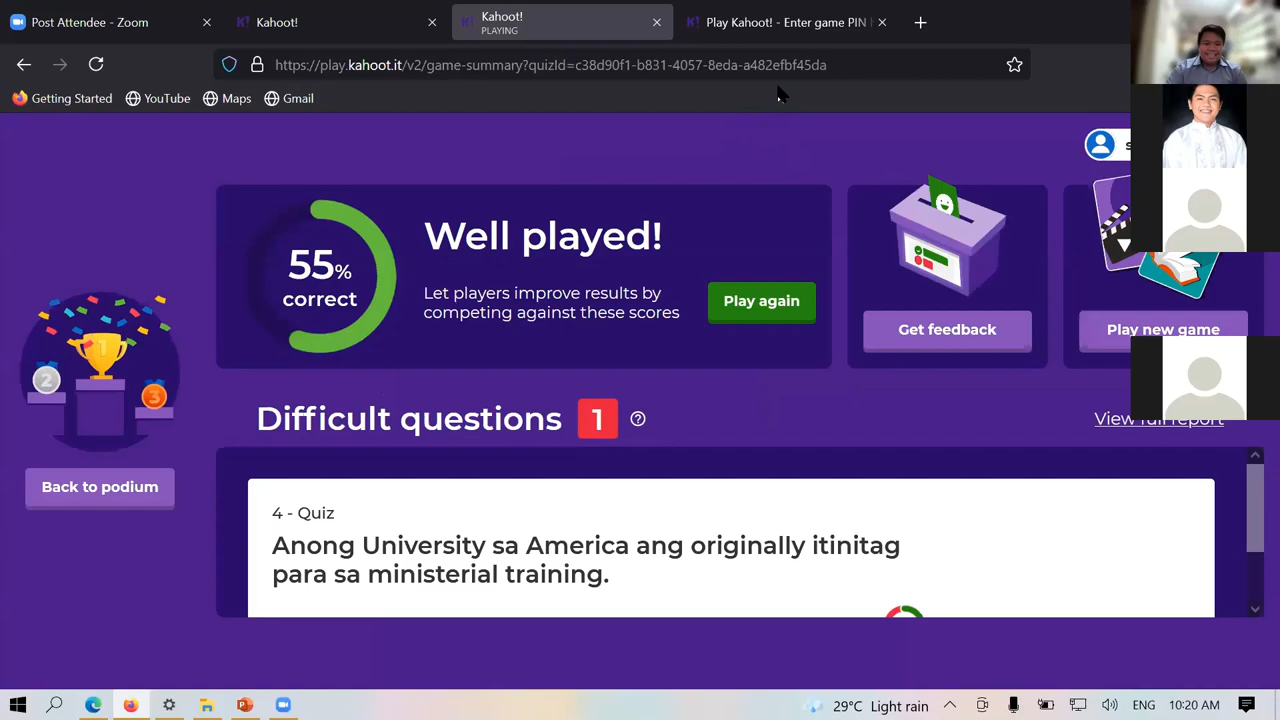 Post Attendee - Zoom
Kahoot!
Kahoot!
PLAYING
Play Kahoot! - Enter game PIN
https://play.kahoot.it/v2/game-summary?quizId=c38d90f1-b831-4057-8eda-a482efbf45da
Getting Started
YouTube
Maps
Gmail
55%
correct
Well played!
Let players improve results by
competing against these scores
Play again
Get feedback
Play new game
1
2
3
Back to podium
Difficult questions 1
View full report
4 - Quiz
Anong University sa America ang originally itinitag
para sa ministerial training.
29°C Light rain
ENG
10:20 AM